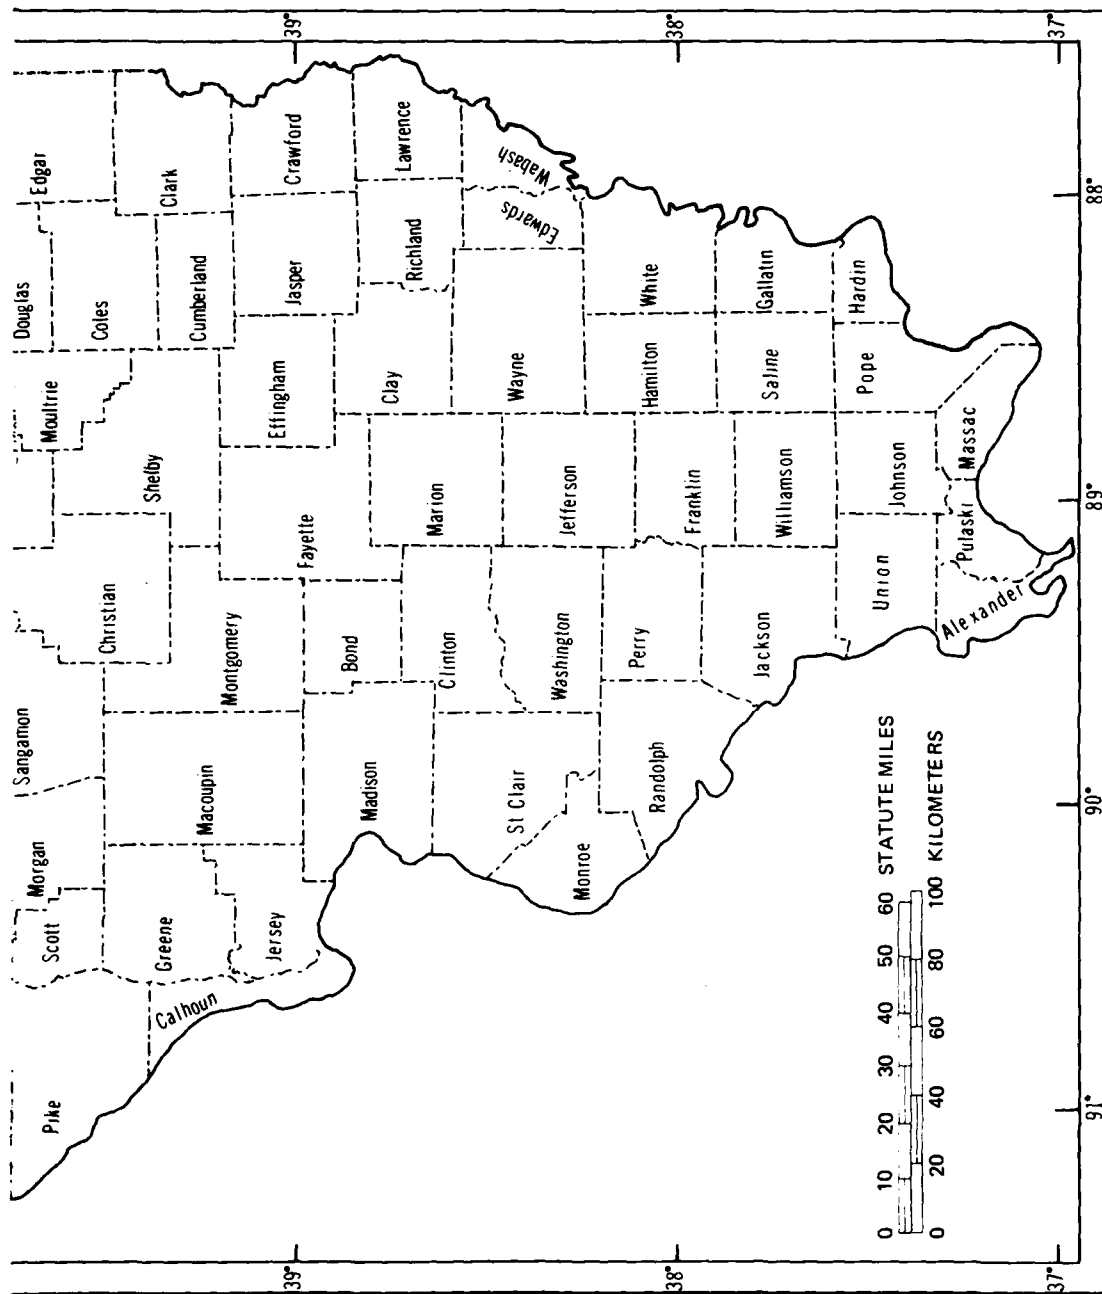 39°
38°
37°
Edgar
Clark
Crawford
Lawrence
Wabash
Edwards
88°
Douglas
Coles
Cumberland
Jasper
Richland
White
Gallatin
Hardin
Moultrie
Effingham
Clay
Wayne
Hamilton
Saline
Pope
Shelby
Marion
Jefferson
Franklin
Williamson
Johnson
Massac
89°
Christian
Fayette
Pulaski
Union
Alexander
Montgomery
Bond
Clinton
Washington
Perry
Jackson
Sangamon
Macoupin
Madison
St Clair
Randolph
90°
Morgan
Scott
Greene
Jersey
Monroe
Calhoun
Pike
91°
0 10 20 30 40 50 60 STATUTE MILES
0 20 40 60 80 100 KILOMETERS
39°
38°
37°